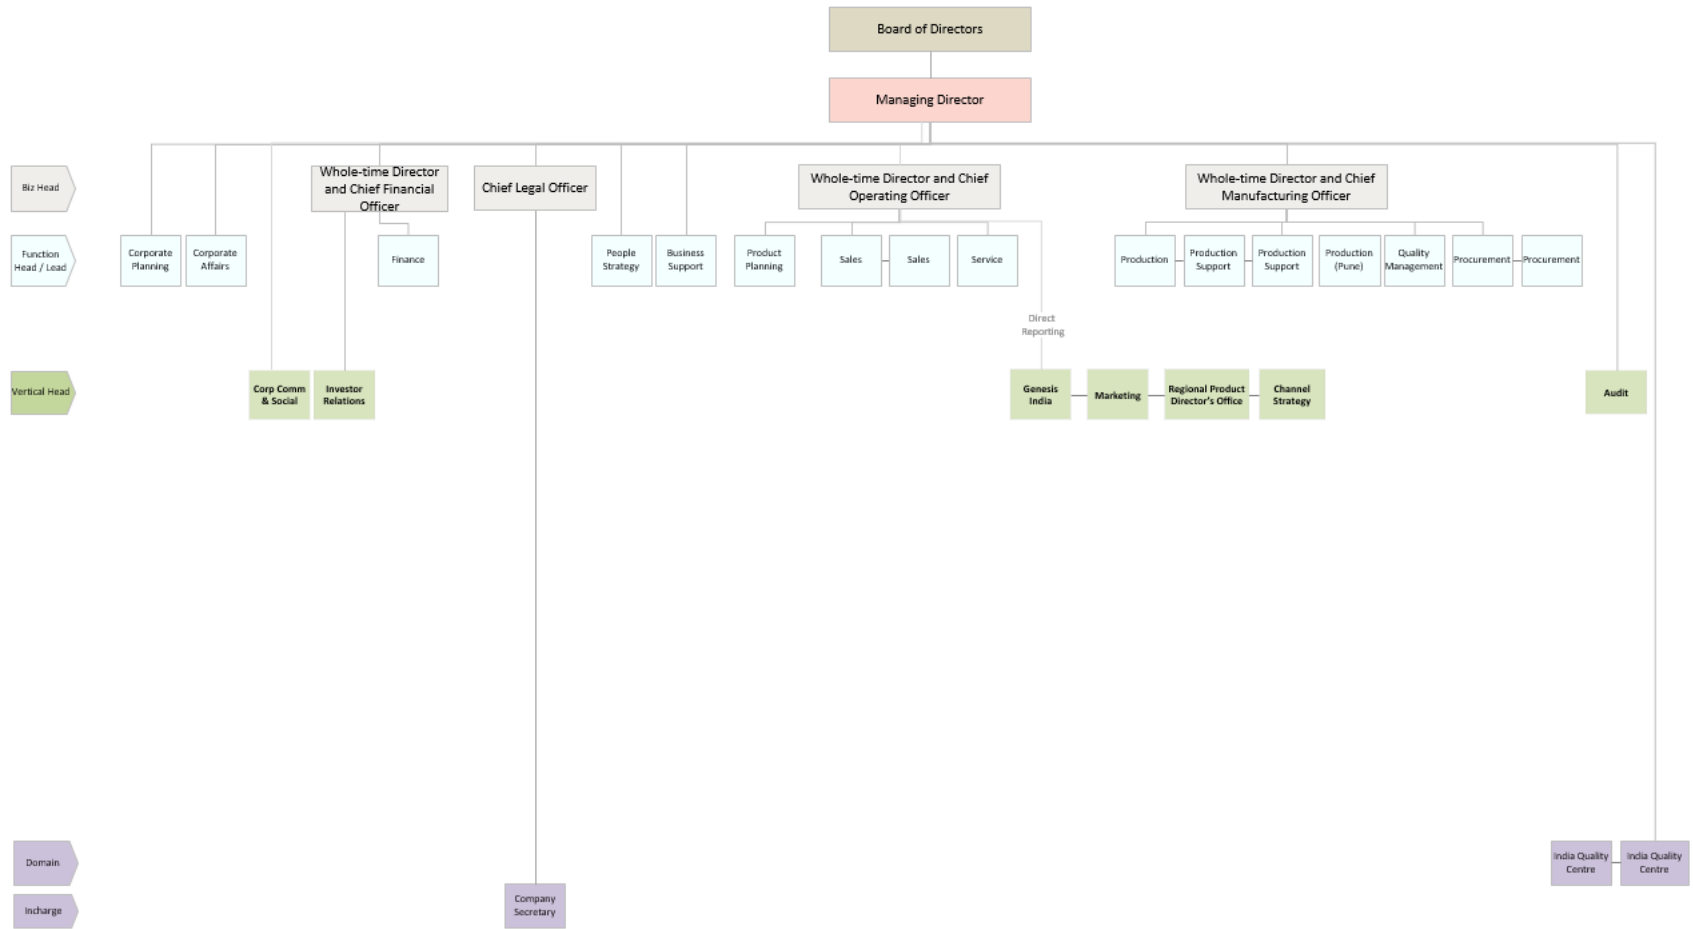 Board of Directors
Managing Director
Biz Head
Whole-time Director
and Chief Financial
Officer
Chief Legal Officer
Whole-time Director and Chief
Operating Officer
Whole-time Director and Chief
Manufacturing Officer
Function
Head / Lead
Corporate
Planning
Corporate
Affairs
Finance
People
Strategy
Business
Support
Product
Planning
Sales
Sales
Service
Production
Production
Support
Production
Support
Production
(Pune)
Quality
Management
Procurement
Procurement
Direct
Reporting
Vertical Head
Corp Comm
& Social
Investor
Relations
Genesis
India
Marketing
Regional Product
Director's Office
Channel
Strategy
Audit
Domain
India Quality
Centre
India Quality
Centre
Incharge
Company
Secretary